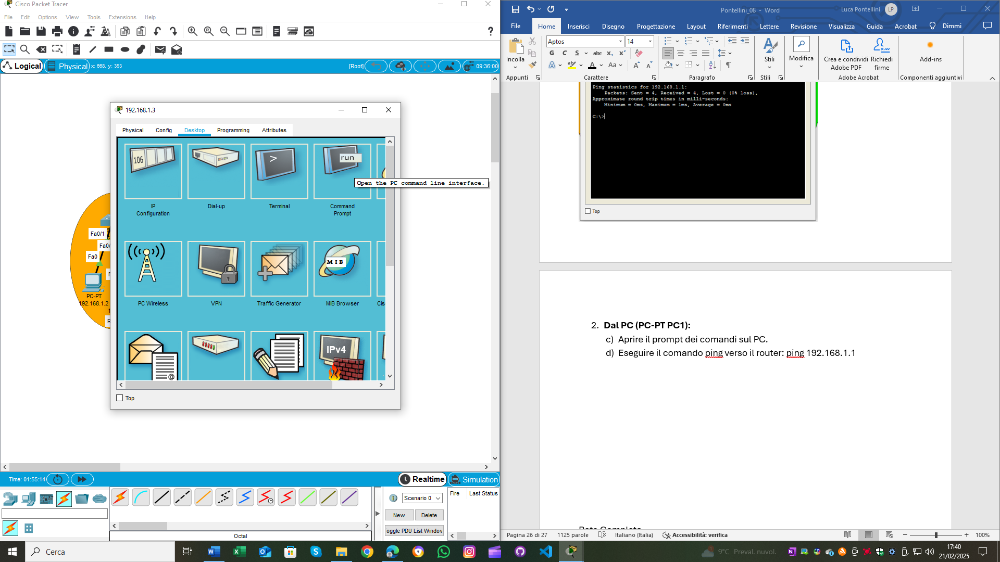 Cisco Packet Tracer
File Edit Options View Tools Extensions Help
Logical
Physical
x: 668, y: 393
[Root]
09:36:00
192.168.1.3
Physical Config Desktop Programming Attributes
106
>
run
Open the PC command line interface.
IP Configuration
Dial-up
Terminal
Command Prompt
MIB
PC Wireless
VPN
Traffic Generator
MIB Browser
Cis
@
IPv4
Top
Fa0/1
Fa0/
Fa0
F
PC-PT
192.168.1.2
R
Time: 01:55:14
Realtime
Simulation
Scenario 0
Fire Last Status
New
Delete
oggle PDU List Window
Octal
Cerca
Pontellini_08 - Word
Luca Pontellini
LP
File Home Inserisci Disegno Progettazione Layout Riferimenti Lettere Revisione Visualizza Guida Acrobat Dimmi
Incolla
Aptos
14
G C S abc x₂ x²
A A Aa A A
Stili
Modifica
Crea e condividi Adobe PDF
Richiedi firme
Add-ins
Appunti
Carattere
Paragrafo
Stili
Adobe Acrobat
Componenti aggiuntivi
Ping statistics for 192.168.1.1:
Packets: Sent = 4, Received = 4, Lost = 0 (0% loss),
Approximate round trip times in milli-seconds:
Minimum = 0ms, Maximum = 1ms, Average = 0ms
C:\>
Top
2. Dal PC (PC-PT PC1):
c) Aprire il prompt dei comandi sul PC.
d) Eseguire il comando ping verso il router: ping 192.168.1.1
Pagina 26 di 27
1125 parole
Italiano (Italia)
Accessibilità: verifica
100%
9°C Preval. nuvol.
17:40
21/02/2025